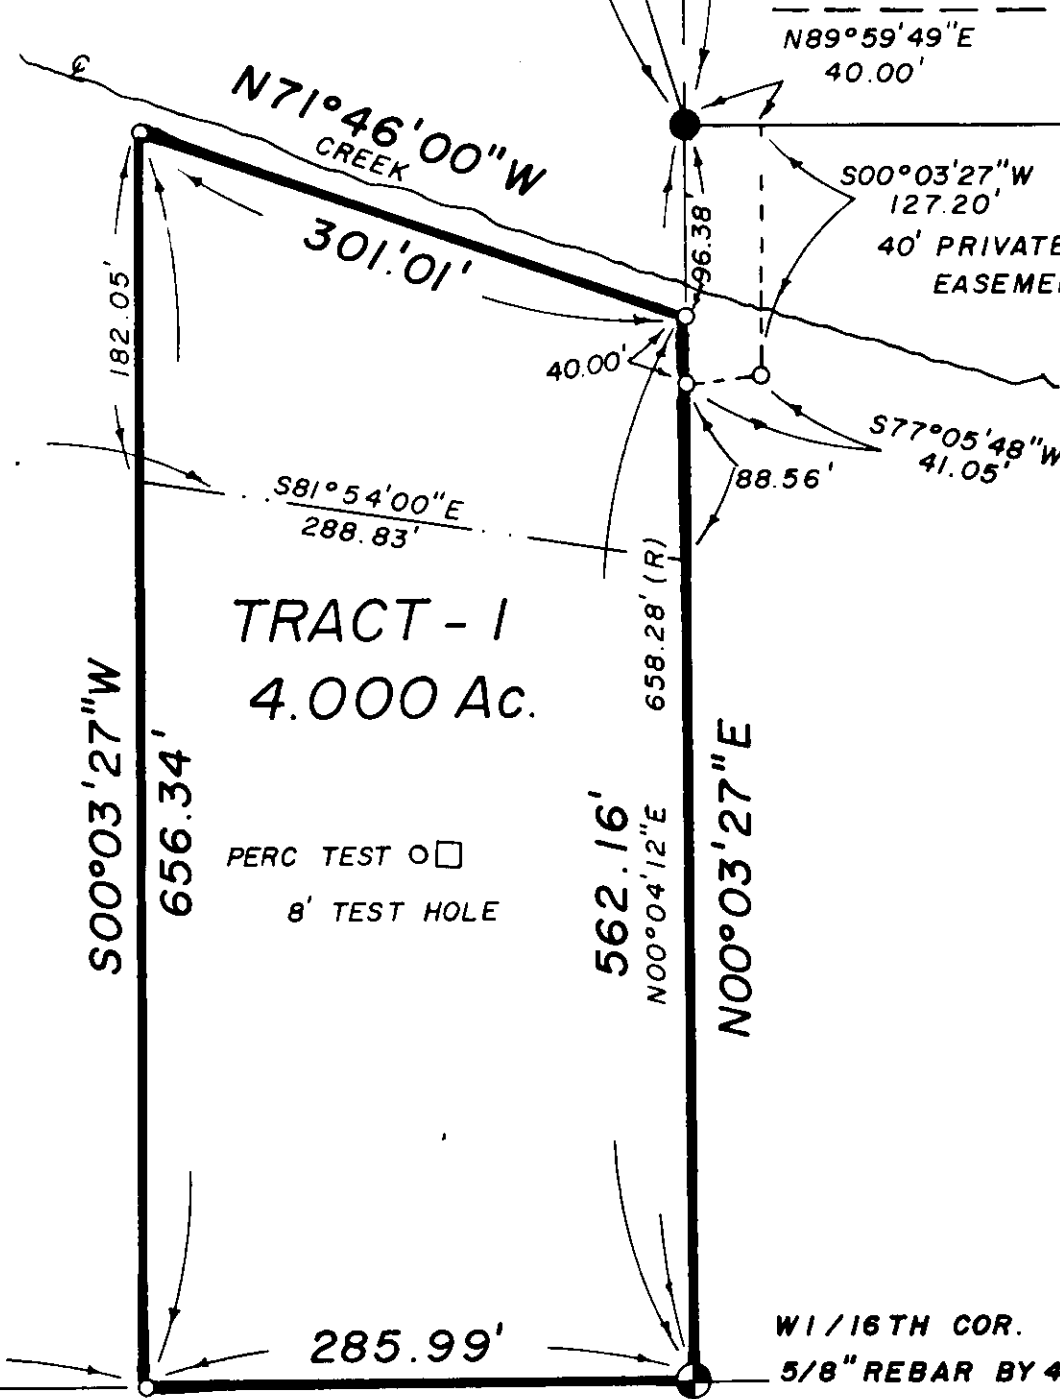 N89°59'49"E
40.00'
℄
N71°46'00"W
CREEK
301.'01'
S00°03'27"W
127.20'
40' PRIVATE
EASEME
96.38'
182.05'
40.00'
S77°05'48"W
41.05'
88.56'
S81°54'00"E
288.83'
658.28' (R)
TRACT - 1
4.000 Ac.
S00°03'27"W
656.34'
562.16'
N00°04'12"E
N00°03'27"E
PERC TEST
8' TEST HOLE
285.99'
W1/16TH COR.
5/8" REBAR BY 4